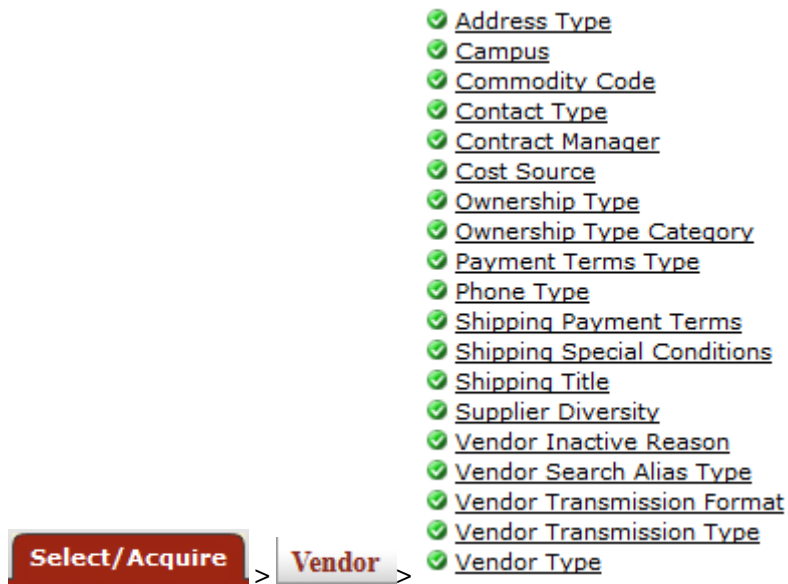 Address Type
Campus
Commodity Code
Contact Type
Contract Manager
Cost Source
Ownership Type
Ownership Type Category
Payment Terms Type
Phone Type
Shipping Payment Terms
Shipping Special Conditions
Shipping Title
Supplier Diversity
Vendor Inactive Reason
Vendor Search Alias Type
Vendor Transmission Format
Vendor Transmission Type
Select/Acquire > Vendor > Vendor Type